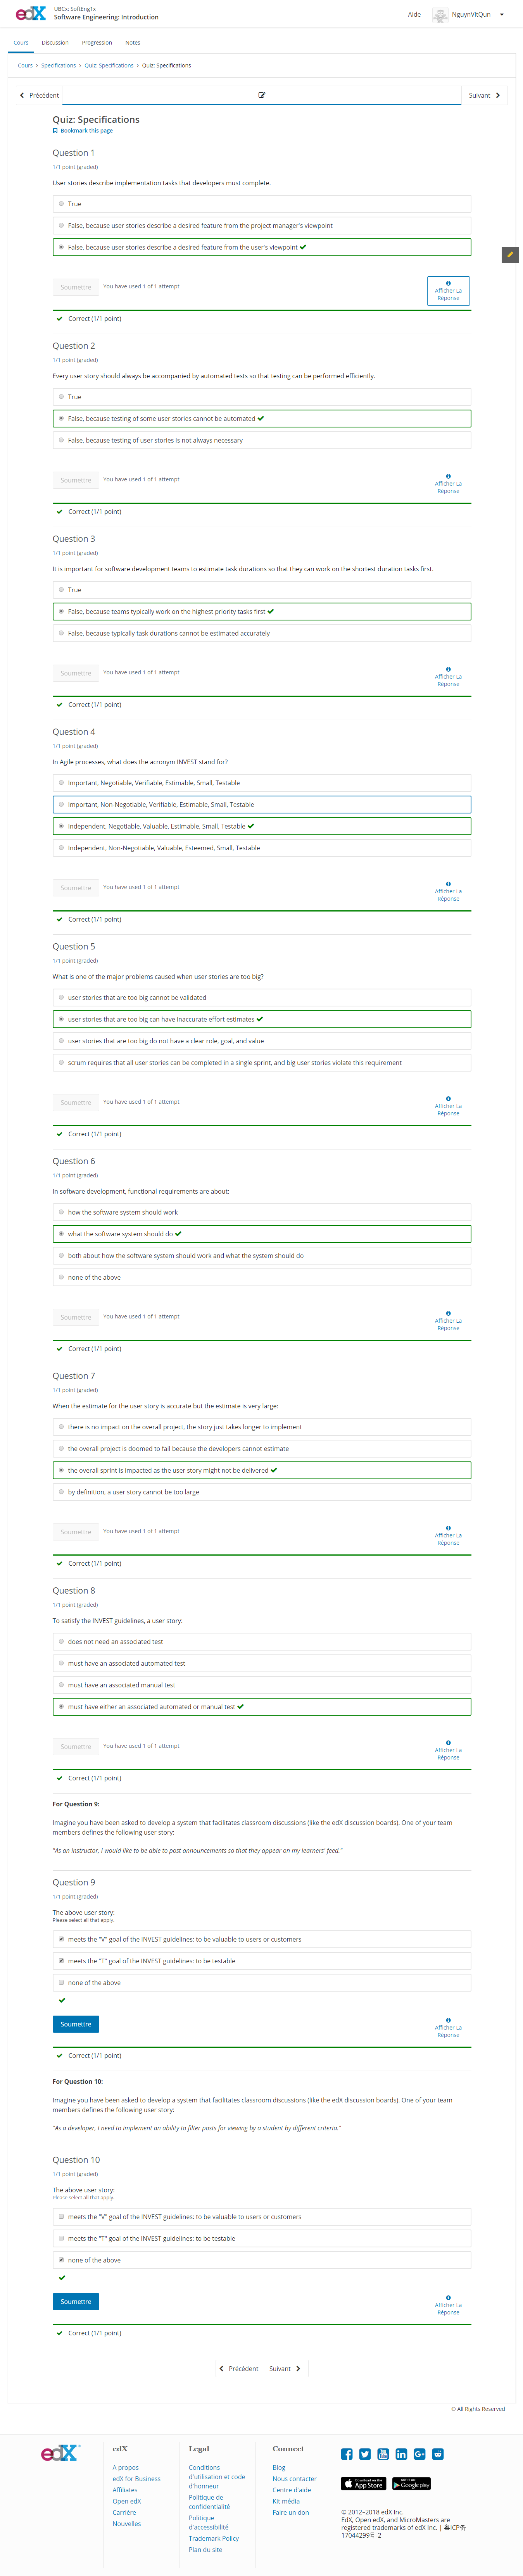 edX
UBCx: SoftEng1x
Software Engineering: Introduction
Aide
NguynVitQun
Cours
Discussion
Progression
Notes
Cours > Specifications > Quiz: Specifications > Quiz: Specifications
Précédent
Suivant
Quiz: Specifications
Bookmark this page
Question 1
1/1 point (graded)
User stories describe implementation tasks that developers must complete.
True
False, because user stories describe a desired feature from the project manager's viewpoint
False, because user stories describe a desired feature from the user's viewpoint
Soumettre
You have used 1 of 1 attempt
Afficher La
Réponse
Correct (1/1 point)
Question 2
1/1 point (graded)
Every user story should always be accompanied by automated tests so that testing can be performed efficiently.
True
False, because testing of some user stories cannot be automated
False, because testing of user stories is not always necessary
Soumettre
You have used 1 of 1 attempt
Afficher La
Réponse
Correct (1/1 point)
Question 3
1/1 point (graded)
It is important for software development teams to estimate task durations so that they can work on the shortest duration tasks first.
True
False, because teams typically work on the highest priority tasks first
False, because typically task durations cannot be estimated accurately
Soumettre
You have used 1 of 1 attempt
Afficher La
Réponse
Correct (1/1 point)
Question 4
1/1 point (graded)
In Agile processes, what does the acronym INVEST stand for?
Important, Negotiable, Verifiable, Estimable, Small, Testable
Important, Non-Negotiable, Verifiable, Estimable, Small, Testable
Independent, Negotiable, Valuable, Estimable, Small, Testable
Independent, Non-Negotiable, Valuable, Esteemed, Small, Testable
Soumettre
You have used 1 of 1 attempt
Afficher La
Réponse
Correct (1/1 point)
Question 5
1/1 point (graded)
What is one of the major problems caused when user stories are too big?
user stories that are too big cannot be validated
user stories that are too big can have inaccurate effort estimates
user stories that are too big do not have a clear role, goal, and value
scrum requires that all user stories can be completed in a single sprint, and big user stories violate this requirement
Soumettre
You have used 1 of 1 attempt
Afficher La
Réponse
Correct (1/1 point)
Question 6
1/1 point (graded)
In software development, functional requirements are about:
how the software system should work
what the software system should do
both about how the software system should work and what the system should do
none of the above
Soumettre
You have used 1 of 1 attempt
Afficher La
Réponse
Correct (1/1 point)
Question 7
1/1 point (graded)
When the estimate for the user story is accurate but the estimate is very large:
there is no impact on the overall project, the story just takes longer to implement
the overall project is doomed to fail because the developers cannot estimate
the overall sprint is impacted as the user story might not be delivered
by definition, a user story cannot be too large
Soumettre
You have used 1 of 1 attempt
Afficher La
Réponse
Correct (1/1 point)
Question 8
1/1 point (graded)
To satisfy the INVEST guidelines, a user story:
does not need an associated test
must have an associated automated test
must have an associated manual test
must have either an associated automated or manual test
Soumettre
You have used 1 of 1 attempt
Afficher La
Réponse
Correct (1/1 point)
For Question 9:
Imagine you have been asked to develop a system that facilitates classroom discussions (like the edX discussion boards). One of your team
members defines the following user story:
"As an instructor, I would like to be able to post announcements so that they appear on my learners' feed."
Question 9
1/1 point (graded)
The above user story:
Please select all that apply.
meets the "V" goal of the INVEST guidelines: to be valuable to users or customers
meets the "T" goal of the INVEST guidelines: to be testable
none of the above
Soumettre
Afficher La
Réponse
Correct (1/1 point)
For Question 10:
Imagine you have been asked to develop a system that facilitates classroom discussions (like the edX discussion boards). One of your team
members defines the following user story:
"As a developer, I need to implement an ability to filter posts for viewing by a student by different criteria."
Question 10
1/1 point (graded)
The above user story:
Please select all that apply.
meets the "V" goal of the INVEST guidelines: to be valuable to users or customers
meets the "T" goal of the INVEST guidelines: to be testable
none of the above
Soumettre
Afficher La
Réponse
Correct (1/1 point)
Précédent
Suivant
© All Rights Reserved
edX
edX
A propos
edX for Business
Affiliates
Open edX
Carrière
Nouvelles
Legal
Conditions
d'utilisation et code
d'honneur
Politique de
confidentialité
Politique
d'accessibilité
Trademark Policy
Plan du site
Connect
Blog
Nous contacter
Centre d'aide
Kit média
Faire un don
Download on the
App Store
GET IT ON
Google play
© 2012–2018 edX Inc.
EdX, Open edX, and MicroMasters are
registered trademarks of edX Inc. | 粤ICP备
17044299号-2